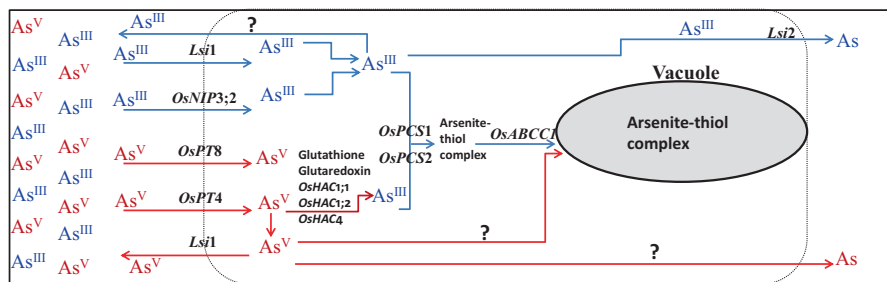 As^V As^III ?
As^III
As^III Lsi1 As^III As^III Lsi2 As
As^III As^V As^III
Vacuole
As^V As^III OsNIP3;2 As^III
As^III
OsPCS1 Arsenite-thiol complex OsABCC1 Arsenite-thiol complex
OsPCS2
As^V
As^III As^V OsPT8 As^V
Glutathione
Glutaredoxin
OsHAC1;1
OsHAC1;2
OsHAC4
As^III
As^V
As^III As^V OsPT4 As^V
As^V As^III
Lsi1 As^V ?
As^III As^V As^V ? As